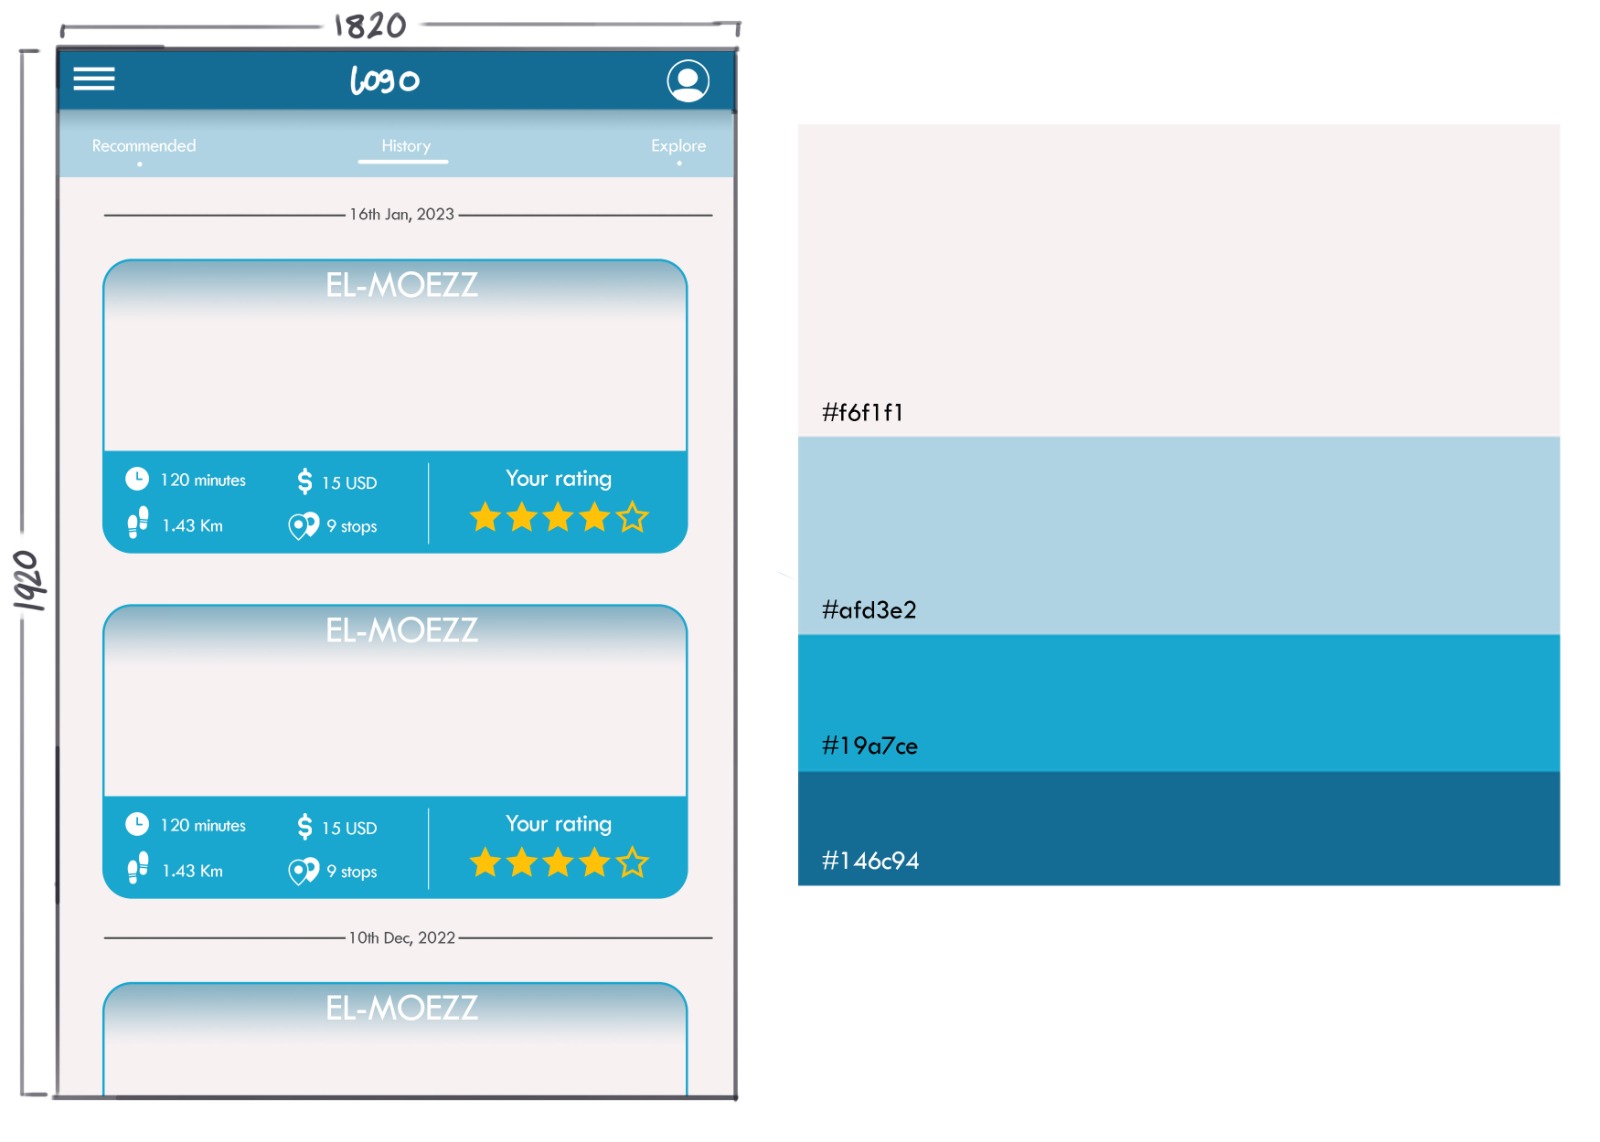 1820
1920
Logo
Recommended
History
Explore
16th Jan, 2023
EL-MOEZZ
120 minutes
$ 15 USD
Your rating
1.43 Km
9 stops
EL-MOEZZ
120 minutes
$ 15 USD
Your rating
1.43 Km
9 stops
10th Dec, 2022
EL-MOEZZ
#f6f1f1
#afd3e2
#19a7ce
#146c94